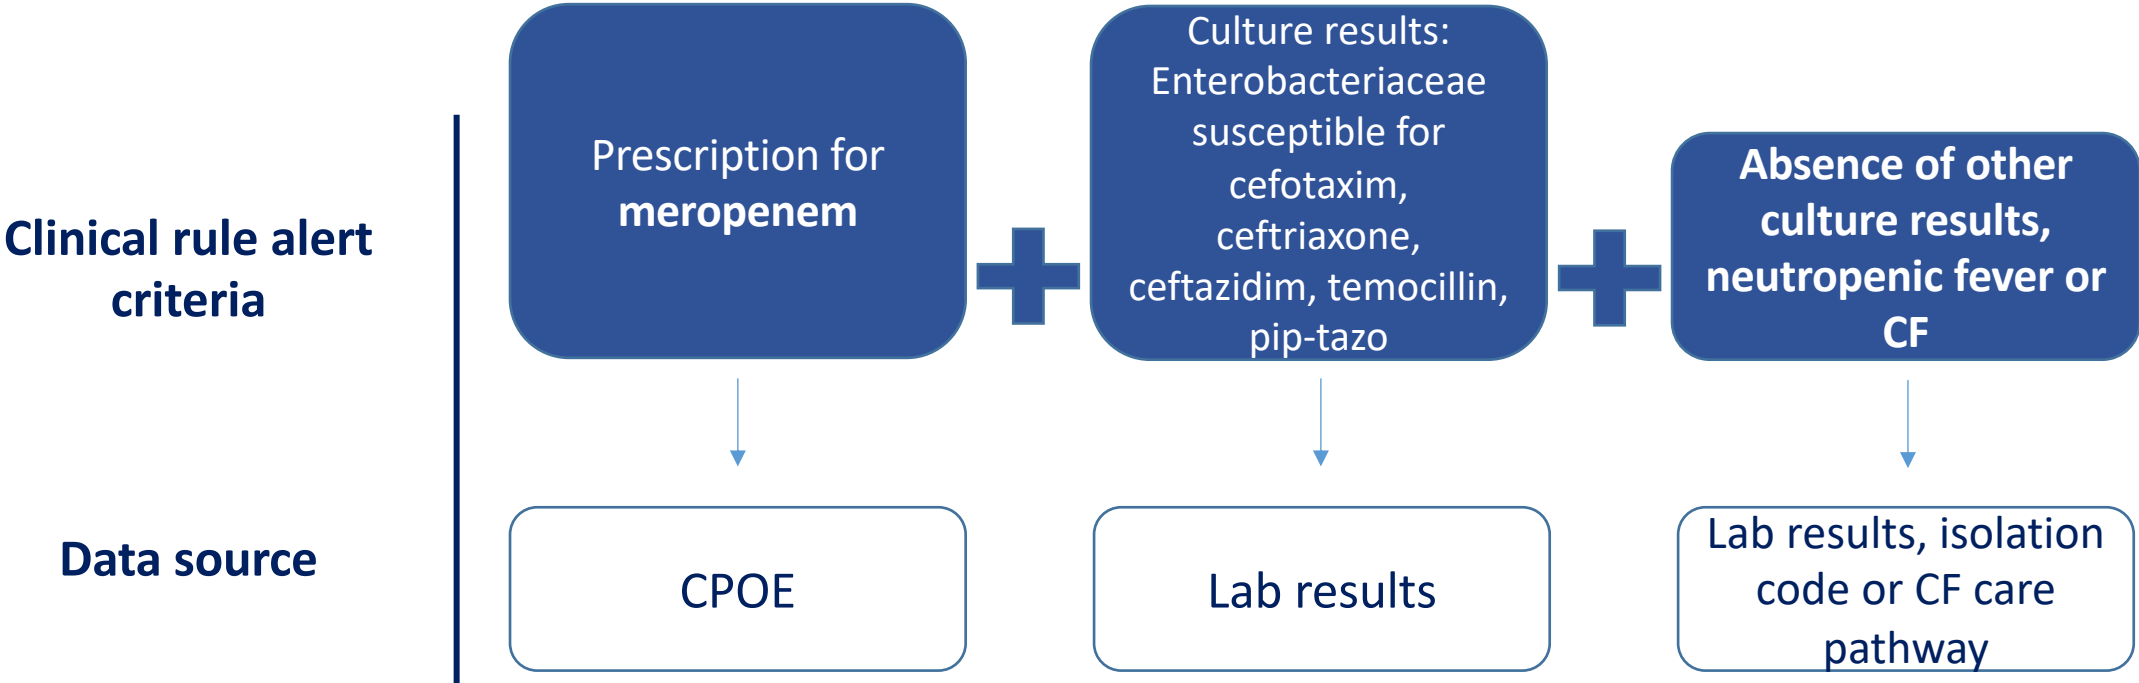 Clinical rule alert
criteria
Prescription for
meropenem
Culture results:
Enterobacteriaceae
susceptible for
cefotaxim,
ceftriaxone,
ceftazidim, temocillin,
pip-tazo
Absence of other
culture results,
neutropenic fever or
CF
Data source
CPOE
Lab results
Lab results, isolation
code or CF care
pathway